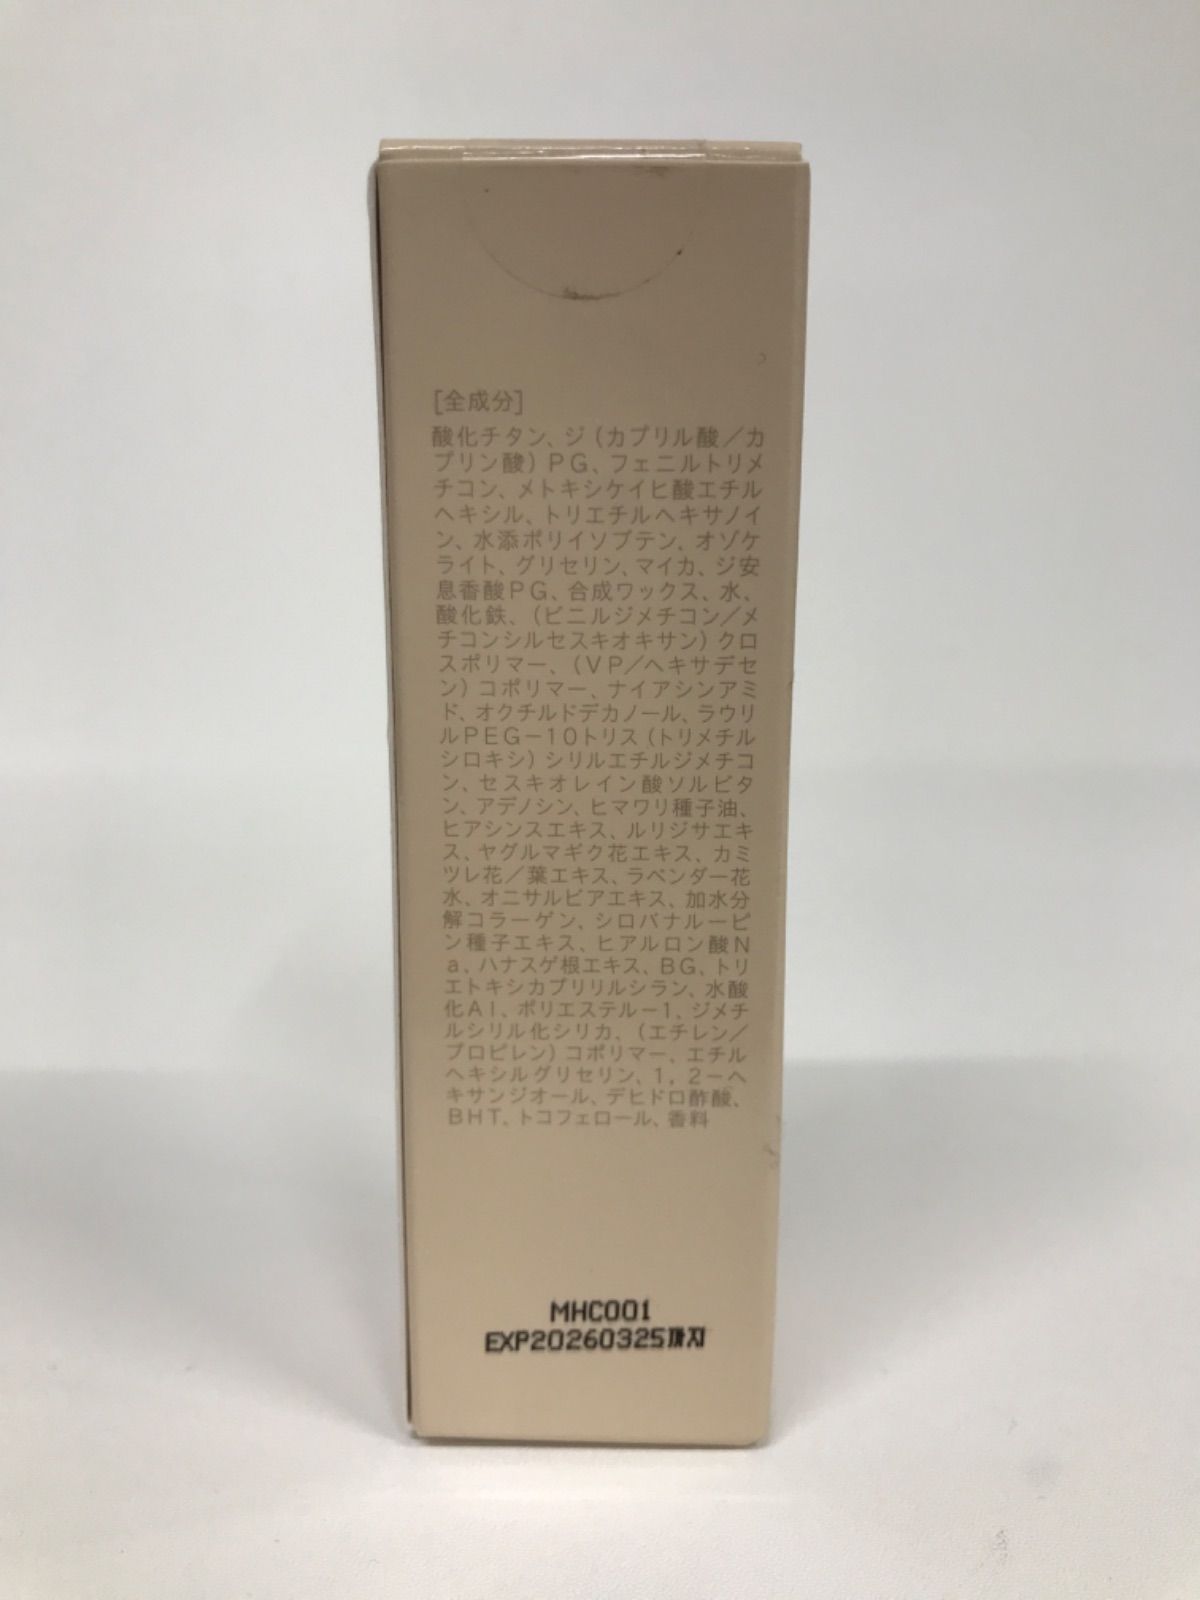 [全成分]
酸化チタン、ジ(カプリル酸/カ
プリン酸)PG、フェニルトリメ
チコン、メトキシケイヒ酸エチル
ヘキシル、トリエチルヘキサノイ
ン、水添ポリイソブテン、オゾケ
ライト、グリセリン、マイカ、ジ安
息香酸PG、合成ワックス、水、
酸化鉄、(ビニルジメチコン/メ
チコンシルセスキオキサン)クロ
スポリマー、(VP/ヘキサデセ
ン)コポリマー、ナイアシンアミ
ド、オクチルドデカノール、ラウリ
ルPEG-10トリス(トリメチル
シロキシ)シリルエチルジメチコ
ン、セスキオレイン酸ソルビタ
ン、アデノシン、ヒマワリ種子油、
ヒアシンスエキス、ルリジサエキ
ス、ヤグルマギク花エキス、カミ
ツレ花/葉エキス、ラベンダー花
水、オニサルビアエキス、加水分
解コラーゲン、シロバナルーピ
ン種子エキス、ヒアルロン酸N
a、ハナスゲ根エキス、BG、トリ
エトキシカプリリルシラン、水酸
化Al、ポリエステル-1、ジメチ
ルシリル化シリカ、(エチレン/
プロピレン)コポリマー、エチル
ヘキシルグリセリン、1,2-ヘ
キサンジオール、デヒドロ酢酸、
BHT、トコフェロール、香料
MHC001
EXP20260325까지